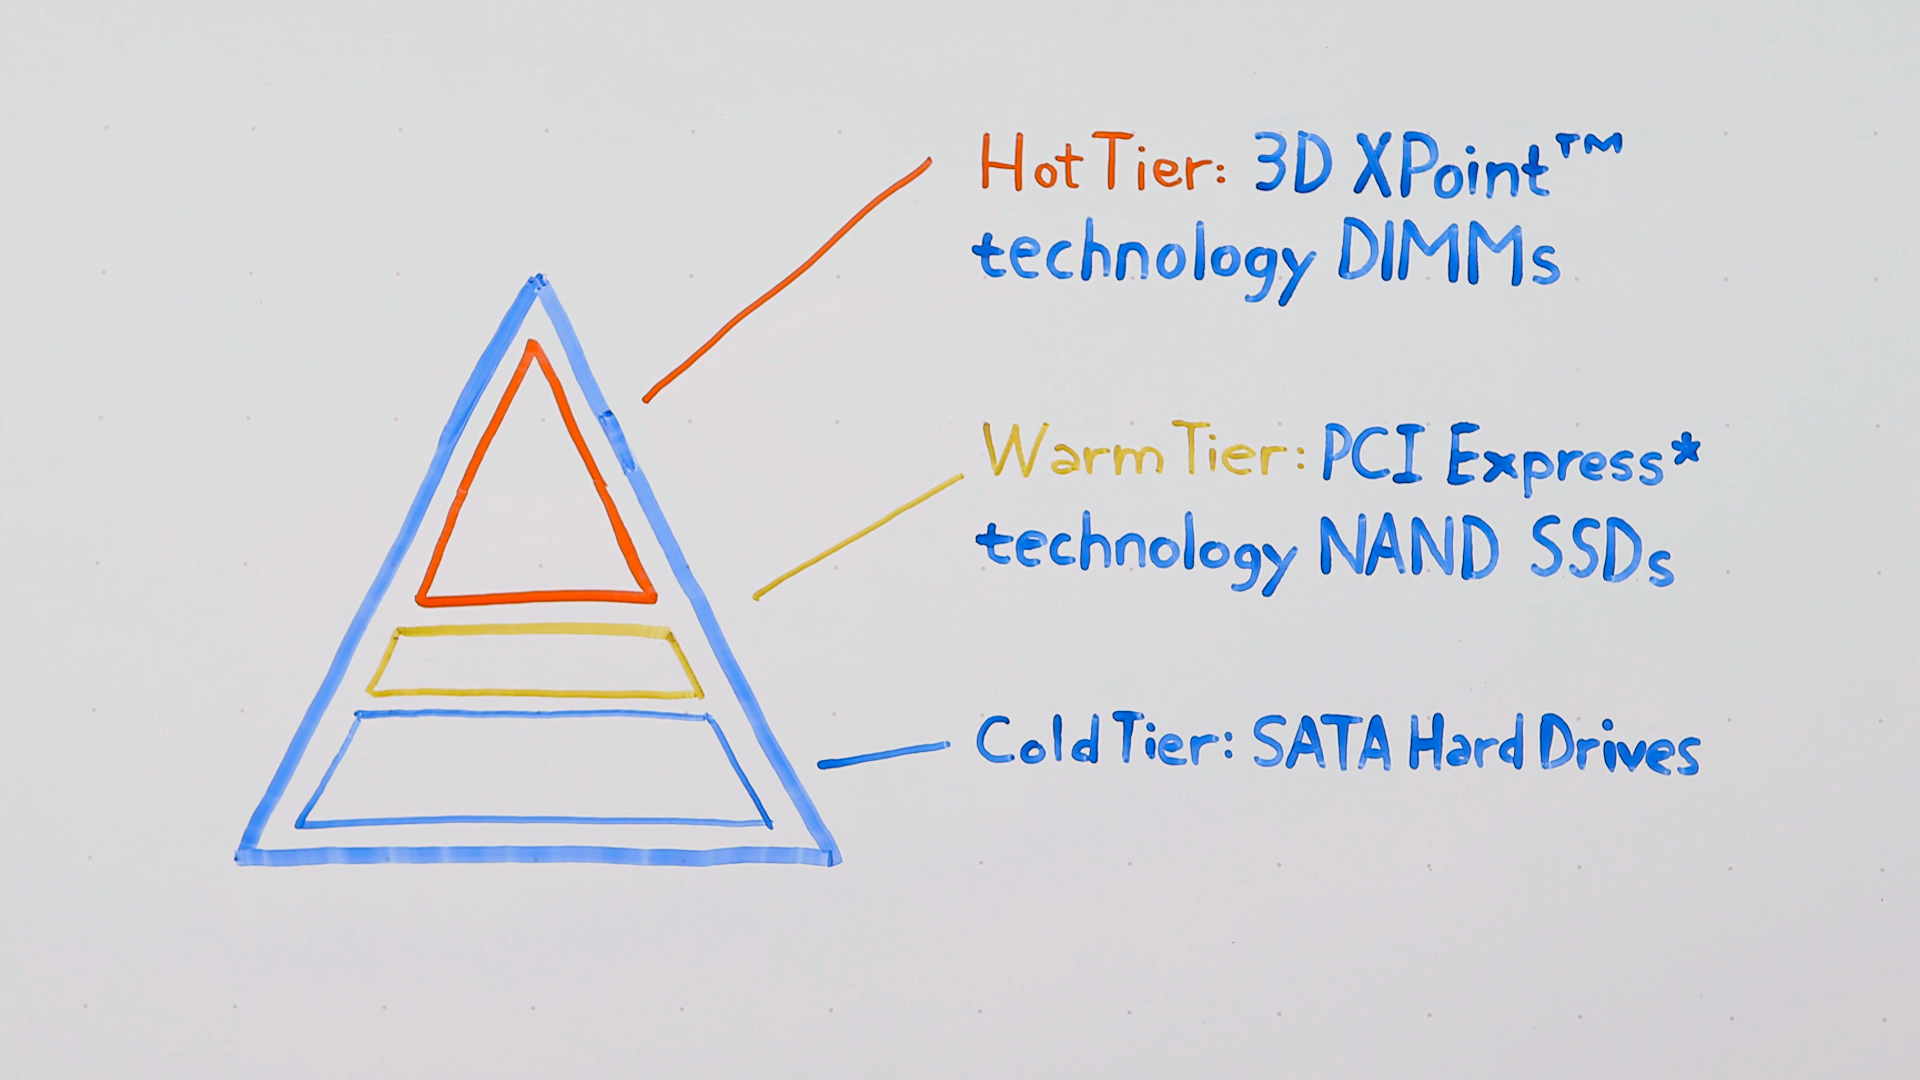 Hot Tier: 3D XPoint™
technology DIMMs
Warm Tier: PCI Express*
technology NAND SSDs
Cold Tier: SATA Hard Drives